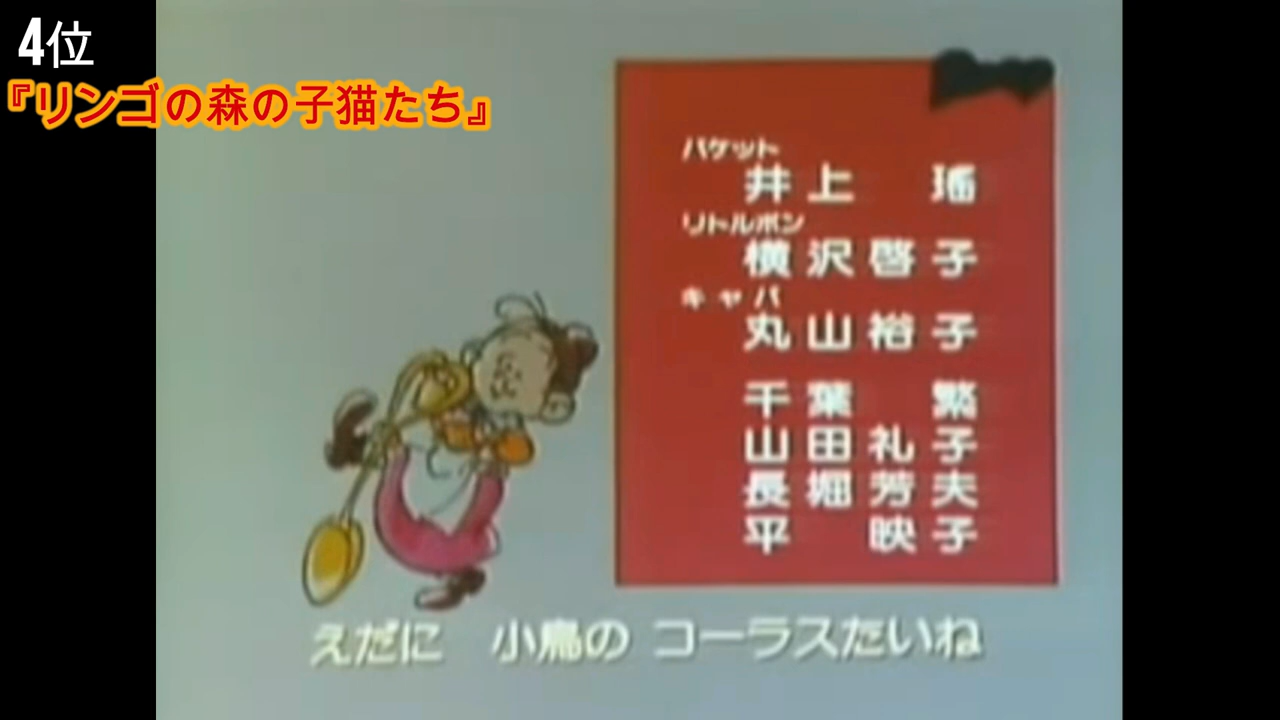 4位
『リンゴの森の子猫たち』
パケット
井上 瑤
リトルボン
横沢啓子
キャパ
丸山裕子
千葉 繁
山田礼子
長堀芳夫
平 映子
えだに 小鳥の コーラスたいね